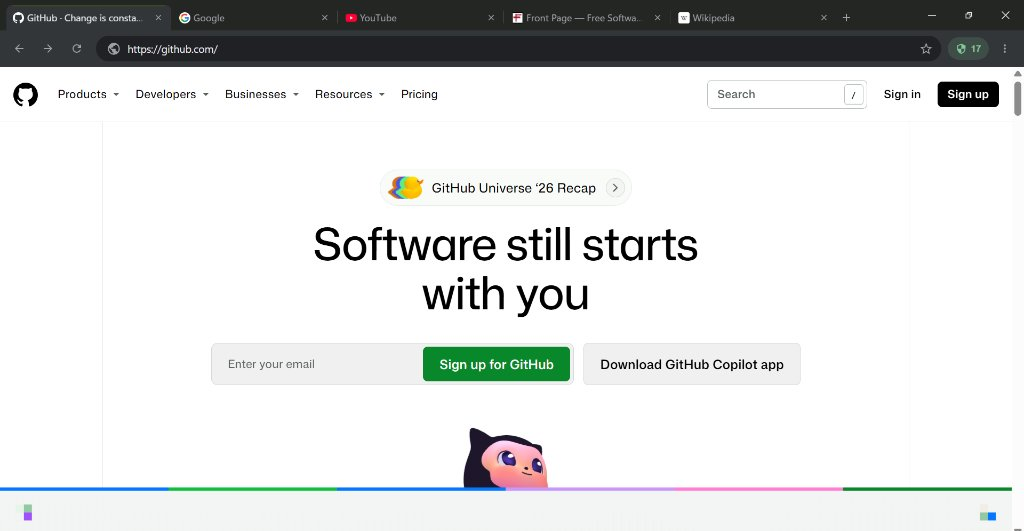 GitHub · Change is consta...
Google
YouTube
Front Page — Free Softwa...
Wikipedia
https://github.com/
17
Products
Developers
Businesses
Resources
Pricing
Search
/
Sign in
Sign up
GitHub Universe ‘26 Recap
Software still starts
with you
Enter your email
Sign up for GitHub
Download GitHub Copilot app